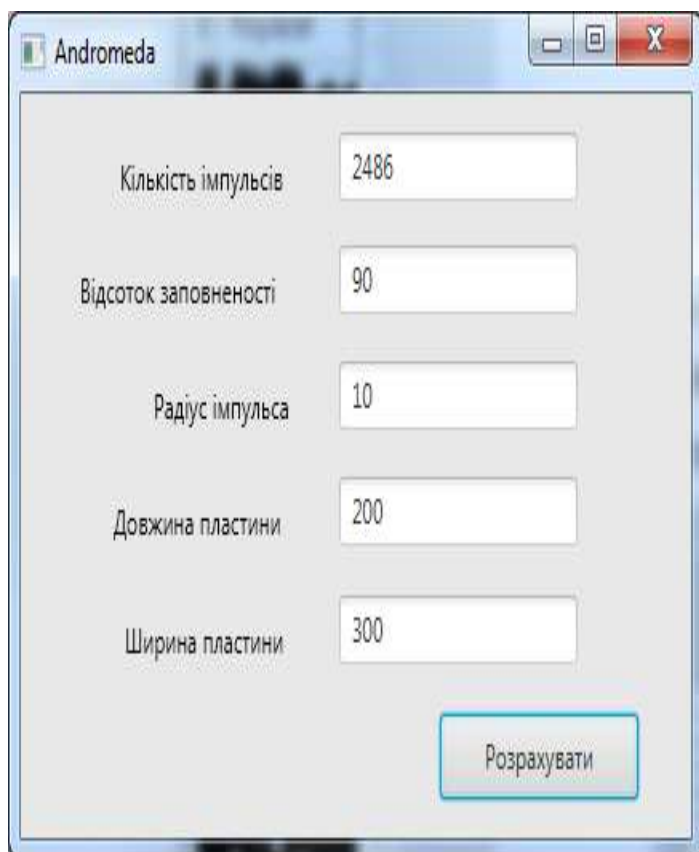 Andromeda
Кількість імпульсів 2486
Відсоток заповненості 90
Радіус імпульса 10
Довжина пластини 200
Ширина пластини 300
Розрахувати